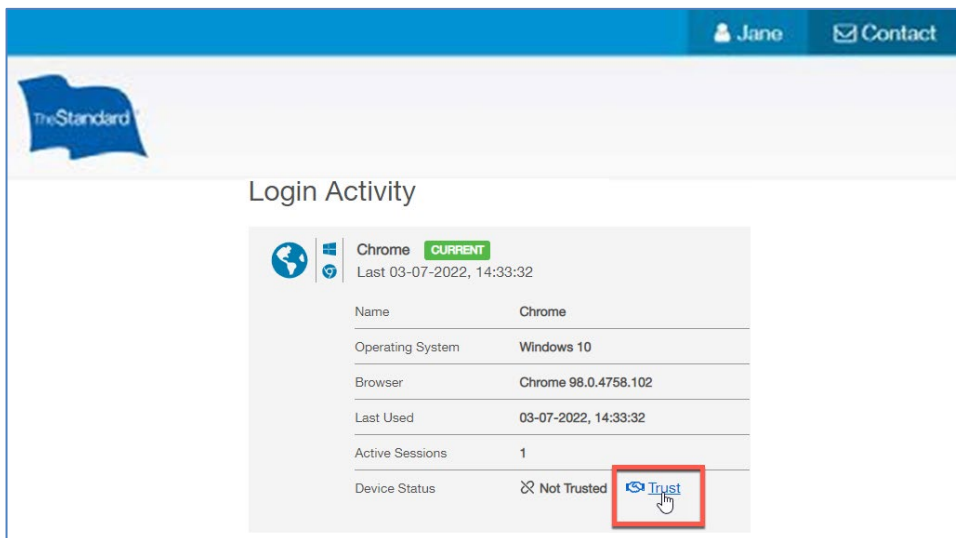 Jane Contact
TheStandard
Login Activity
Chrome CURRENT
Last 03-07-2022, 14:33:32
Name Chrome
Operating System Windows 10
Browser Chrome 98.0.4758.102
Last Used 03-07-2022, 14:33:32
Active Sessions 1
Device Status Not Trusted Trust